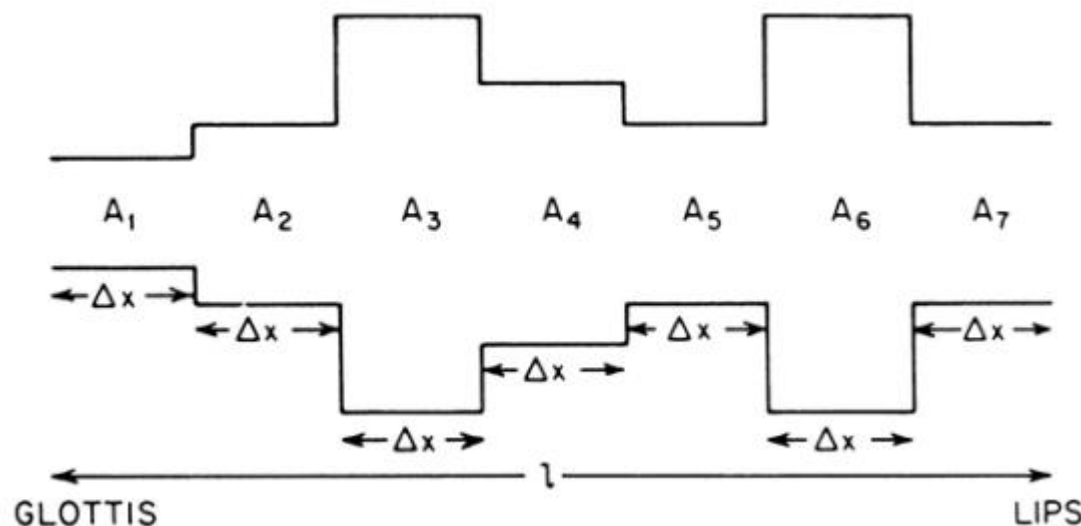 A₁ A₂ A₃ A₄ A₅ A₆ A₇
Δx
Δx Δx Δx
Δx
Δx Δx
l
GLOTTIS LIPS